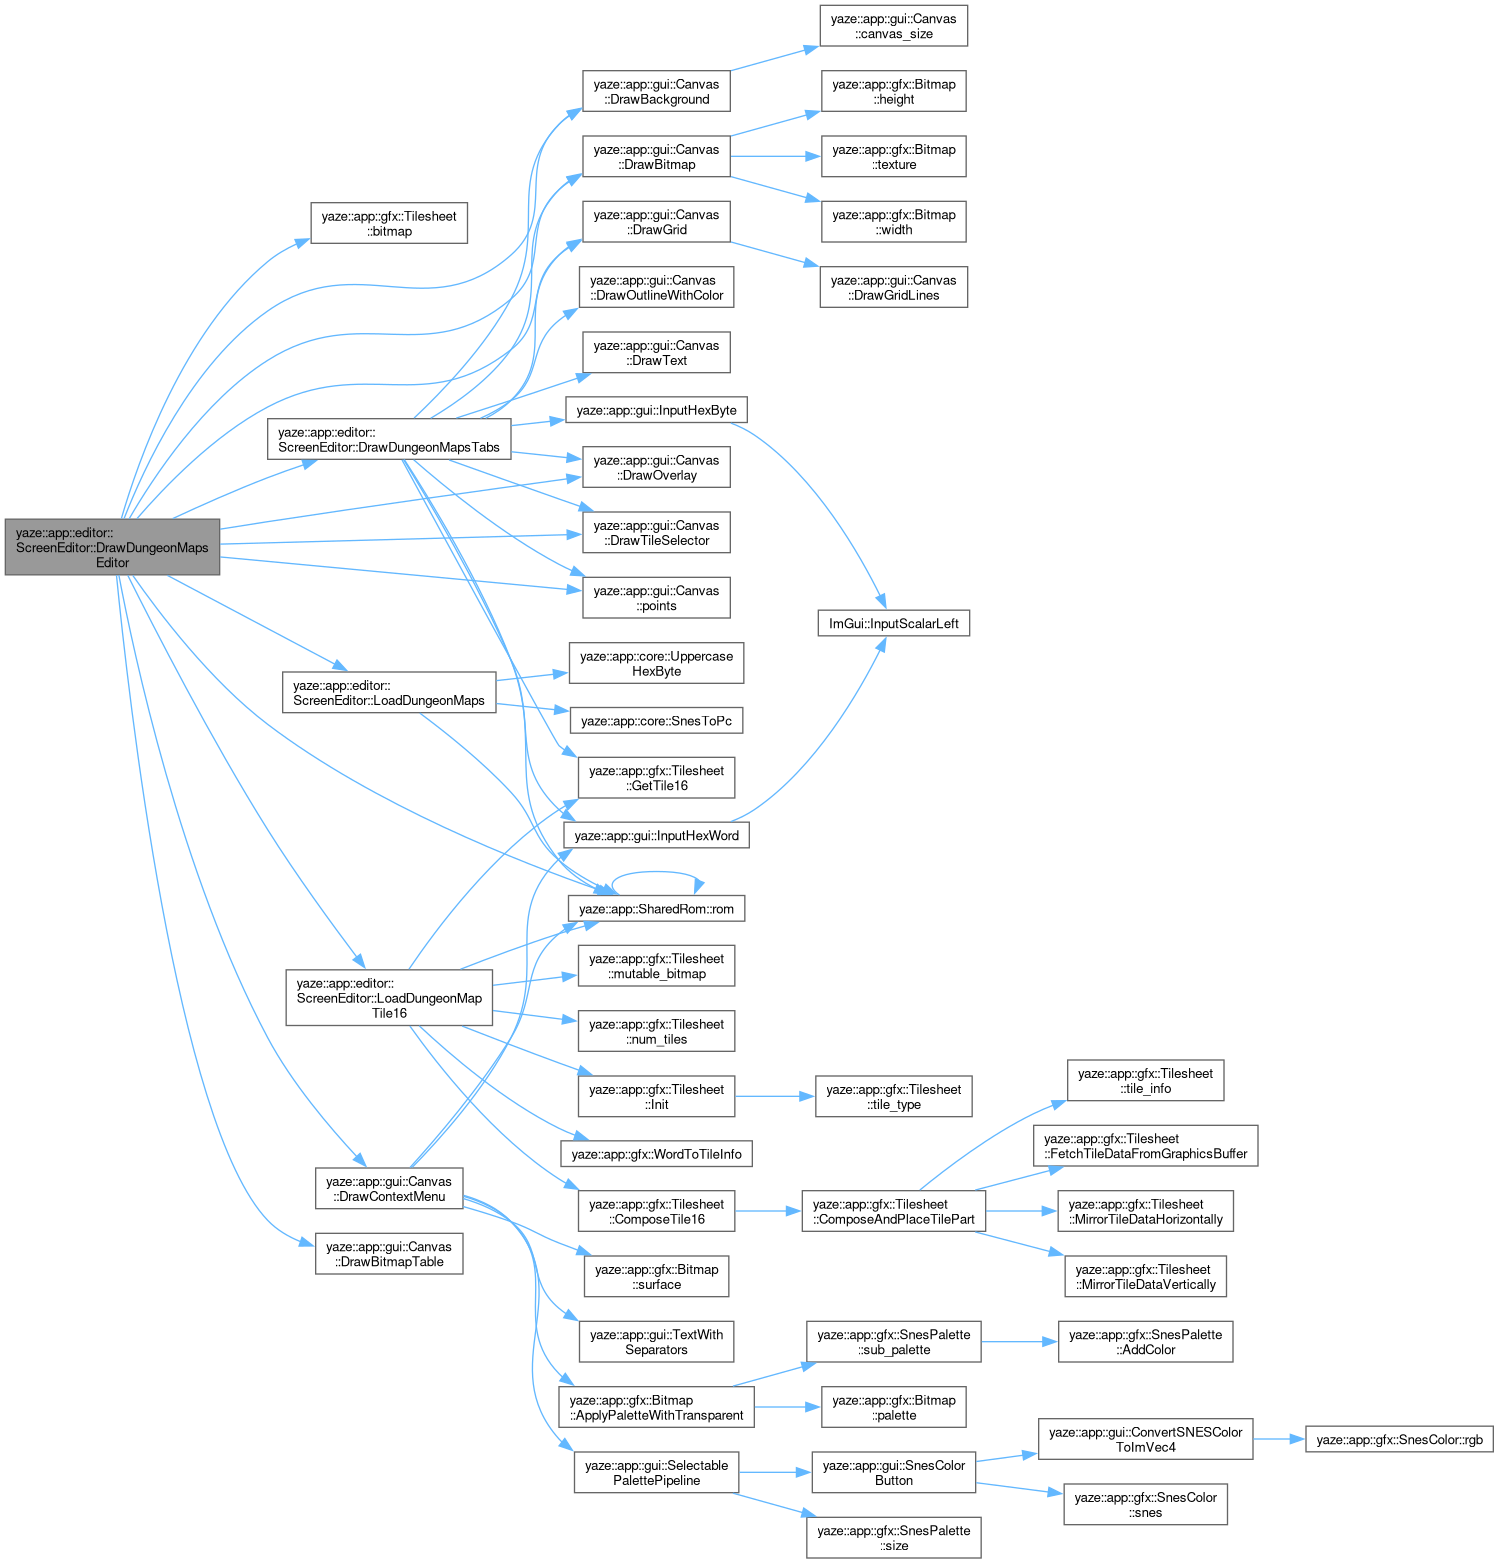 yaze::app::gui::Canvas
::canvas_size
yaze::app::gui::Canvas
::DrawBackground
yaze::app::gfx::Bitmap
::height
yaze::app::gui::Canvas
::DrawBitmap
yaze::app::gfx::Bitmap
::texture
yaze::app::gfx::Tilesheet
::bitmap
yaze::app::gui::Canvas
::DrawGrid
yaze::app::gfx::Bitmap
::width
yaze::app::gui::Canvas
::DrawOutlineWithColor
yaze::app::gui::Canvas
::DrawGridLines
yaze::app::gui::Canvas
::DrawText
yaze::app::gui::InputHexByte
yaze::app::editor::
ScreenEditor::DrawDungeonMapsTabs
yaze::app::gui::Canvas
::DrawOverlay
yaze::app::editor::
ScreenEditor::DrawDungeonMaps
Editor
yaze::app::gui::Canvas
::DrawTileSelector
yaze::app::gui::Canvas
::points
ImGui::InputScalarLeft
yaze::app::core::Uppercase
HexByte
yaze::app::editor::
ScreenEditor::LoadDungeonMaps
yaze::app::core::SnesToPc
yaze::app::gfx::Tilesheet
::GetTile16
yaze::app::gui::InputHexWord
yaze::app::SharedRom::rom
yaze::app::gfx::Tilesheet
::mutable_bitmap
yaze::app::editor::
ScreenEditor::LoadDungeonMap
Tile16
yaze::app::gfx::Tilesheet
::num_tiles
yaze::app::gfx::Tilesheet
::Init
yaze::app::gfx::Tilesheet
::tile_type
yaze::app::gfx::Tilesheet
::tile_info
yaze::app::gfx::WordToTileInfo
yaze::app::gfx::Tilesheet
::FetchTileDataFromGraphicsBuffer
yaze::app::gui::Canvas
::DrawContextMenu
yaze::app::gfx::Tilesheet
::ComposeTile16
yaze::app::gfx::Tilesheet
::ComposeAndPlaceTilePart
yaze::app::gfx::Tilesheet
::MirrorTileDataHorizontally
yaze::app::gui::Canvas
::DrawBitmapTable
yaze::app::gfx::Bitmap
::surface
yaze::app::gfx::Tilesheet
::MirrorTileDataVertically
yaze::app::gui::TextWith
Separators
yaze::app::gfx::SnesPalette
::sub_palette
yaze::app::gfx::SnesPalette
::AddColor
yaze::app::gfx::Bitmap
::ApplyPaletteWithTransparent
yaze::app::gfx::Bitmap
::palette
yaze::app::gui::Selectable
PalettePipeline
yaze::app::gui::SnesColor
Button
yaze::app::gui::ConvertSNESColor
ToImVec4
yaze::app::gfx::SnesColor::rgb
yaze::app::gfx::SnesColor
::snes
yaze::app::gfx::SnesPalette
::size